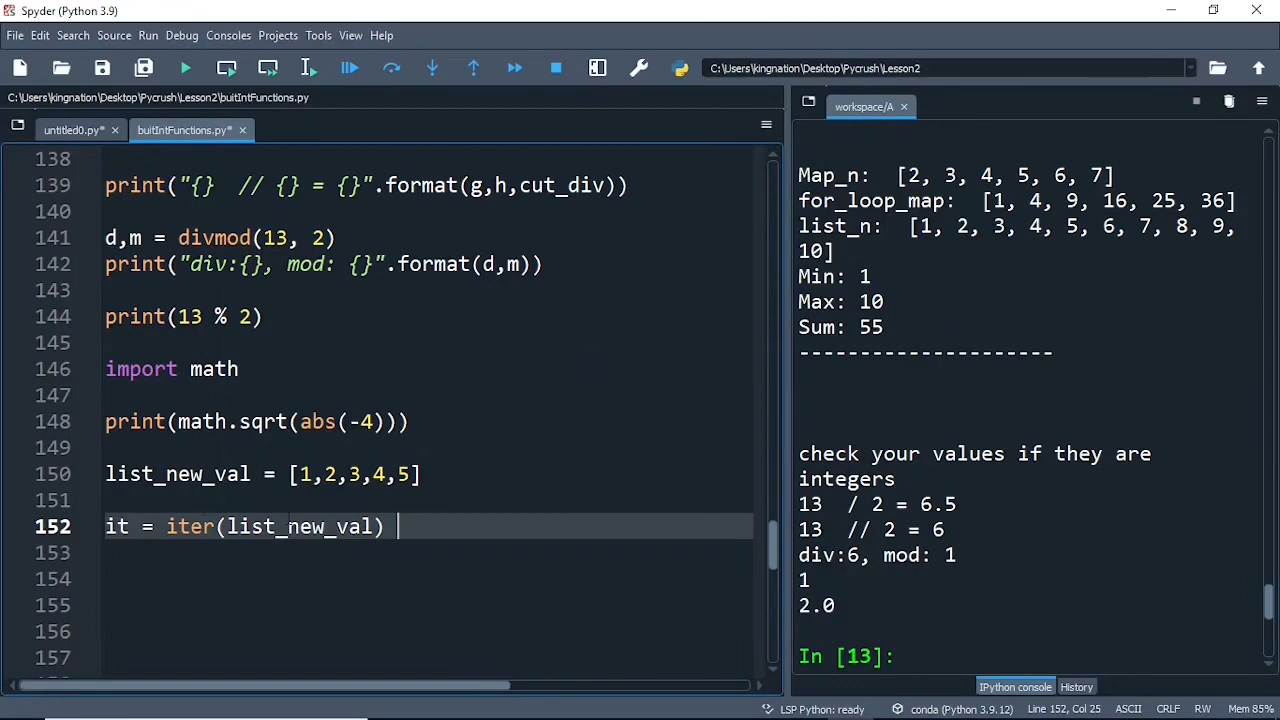 Spyder (Python 3.9)
File Edit Search Source Run Debug Consoles Projects Tools View Help
C:\Users\kingnation\Desktop\Pycrush\Lesson2
C:\Users\kingnation\Desktop\Pycrush\Lesson2\buitIntFunctions.py
untitled0.py*
buitIntFunctions.py*
138
139 print("{}  // {} = {}".format(g,h,cut_div))
140
141 d,m = divmod(13, 2)
142 print("div:{}, mod: {}".format(d,m))
143
144 print(13 % 2)
145
146 import math
147
148 print(math.sqrt(abs(-4)))
149
150 list_new_val = [1,2,3,4,5]
151
152 it = iter(list_new_val)
153
154
155
156
157
workspace/A
Map_n:  [2, 3, 4, 5, 6, 7]
for_loop_map:  [1, 4, 9, 16, 25, 36]
list_n:  [1, 2, 3, 4, 5, 6, 7, 8, 9,
10]
Min: 1
Max: 10
Sum: 55
---------------------
check your values if they are
integers
13  / 2 = 6.5
13  // 2 = 6
div:6, mod: 1
1
2.0
In [13]:
IPython console History
LSP Python: ready conda (Python 3.9.12) Line 152, Col 25 ASCII CRLF RW Mem 85%